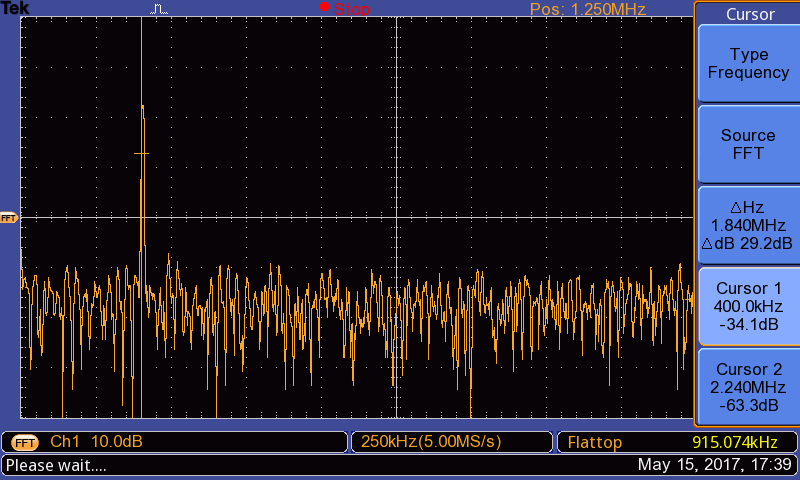 Tek
Stop
Pos: 1.250MHz
Cursor
Type
Frequency
Source
FFT
△Hz
1.840MHz
△dB 29.2dB
Cursor 1
400.0kHz
-34.1dB
Cursor 2
2.240MHz
-63.3dB
FFT
FFT Ch1 10.0dB
250kHz(5.00MS/s)
Flattop 915.074kHz
Please wait....
May 15, 2017, 17:39